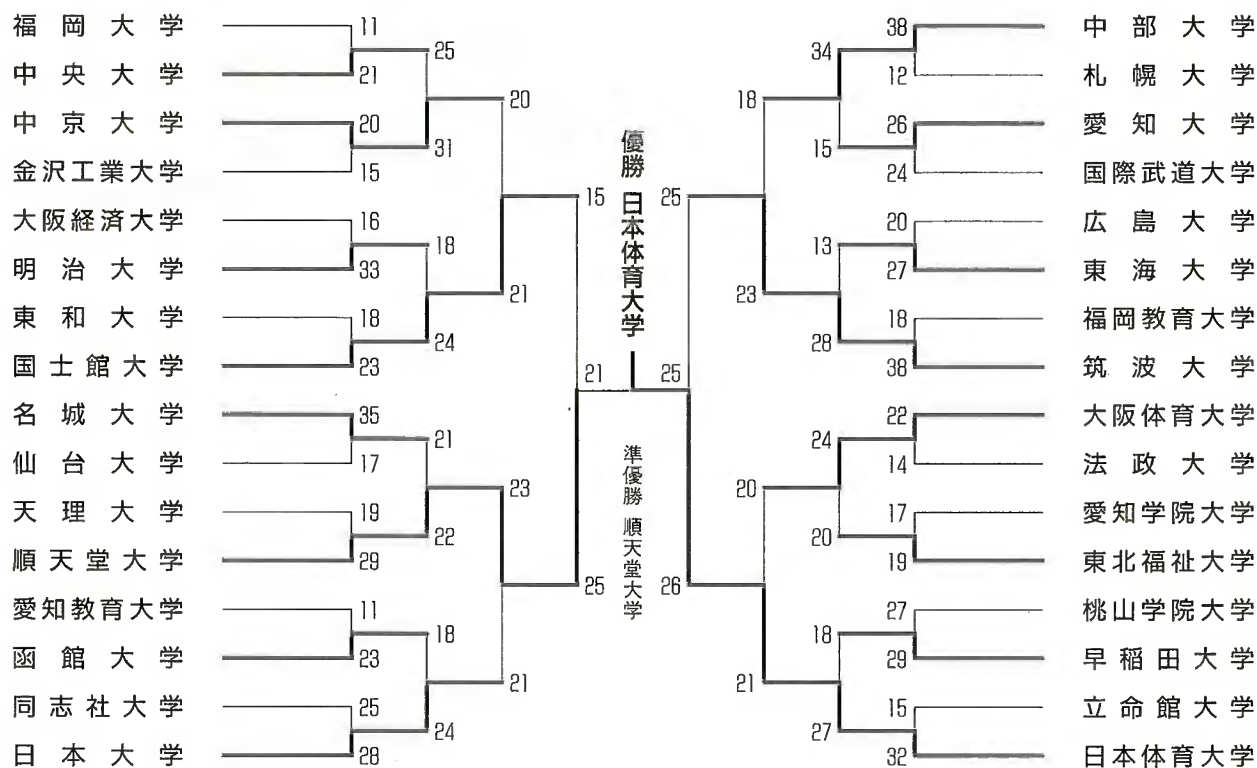 福岡大学 11
25
中央大学 21
20
中京大学 20
31
金沢工業大学 15
15
大阪経済大学 16
18
明治大学 33
21
東和大学 18
24
国士館大学 23
21
名城大学 35
21
仙台大学 17
23
天理大学 19
22
順天堂大学 29
25
愛知教育大学 11
18
函館大学 23
21
同志社大学 25
24
日本大学 28
優勝 日本体育大学
準優勝 順天堂大学
38 中部大学
34
12 札幌大学
18
26 愛知大学
15
24 国際武道大学
25
20 広島大学
13
27 東海大学
23
18 福岡教育大学
28
38 筑波大学
25
22 大阪体育大学
24
14 法政大学
20
17 愛知学院大学
20
19 東北福祉大学
26
27 桃山学院大学
18
29 早稲田大学
21
15 立命館大学
27
32 日本体育大学